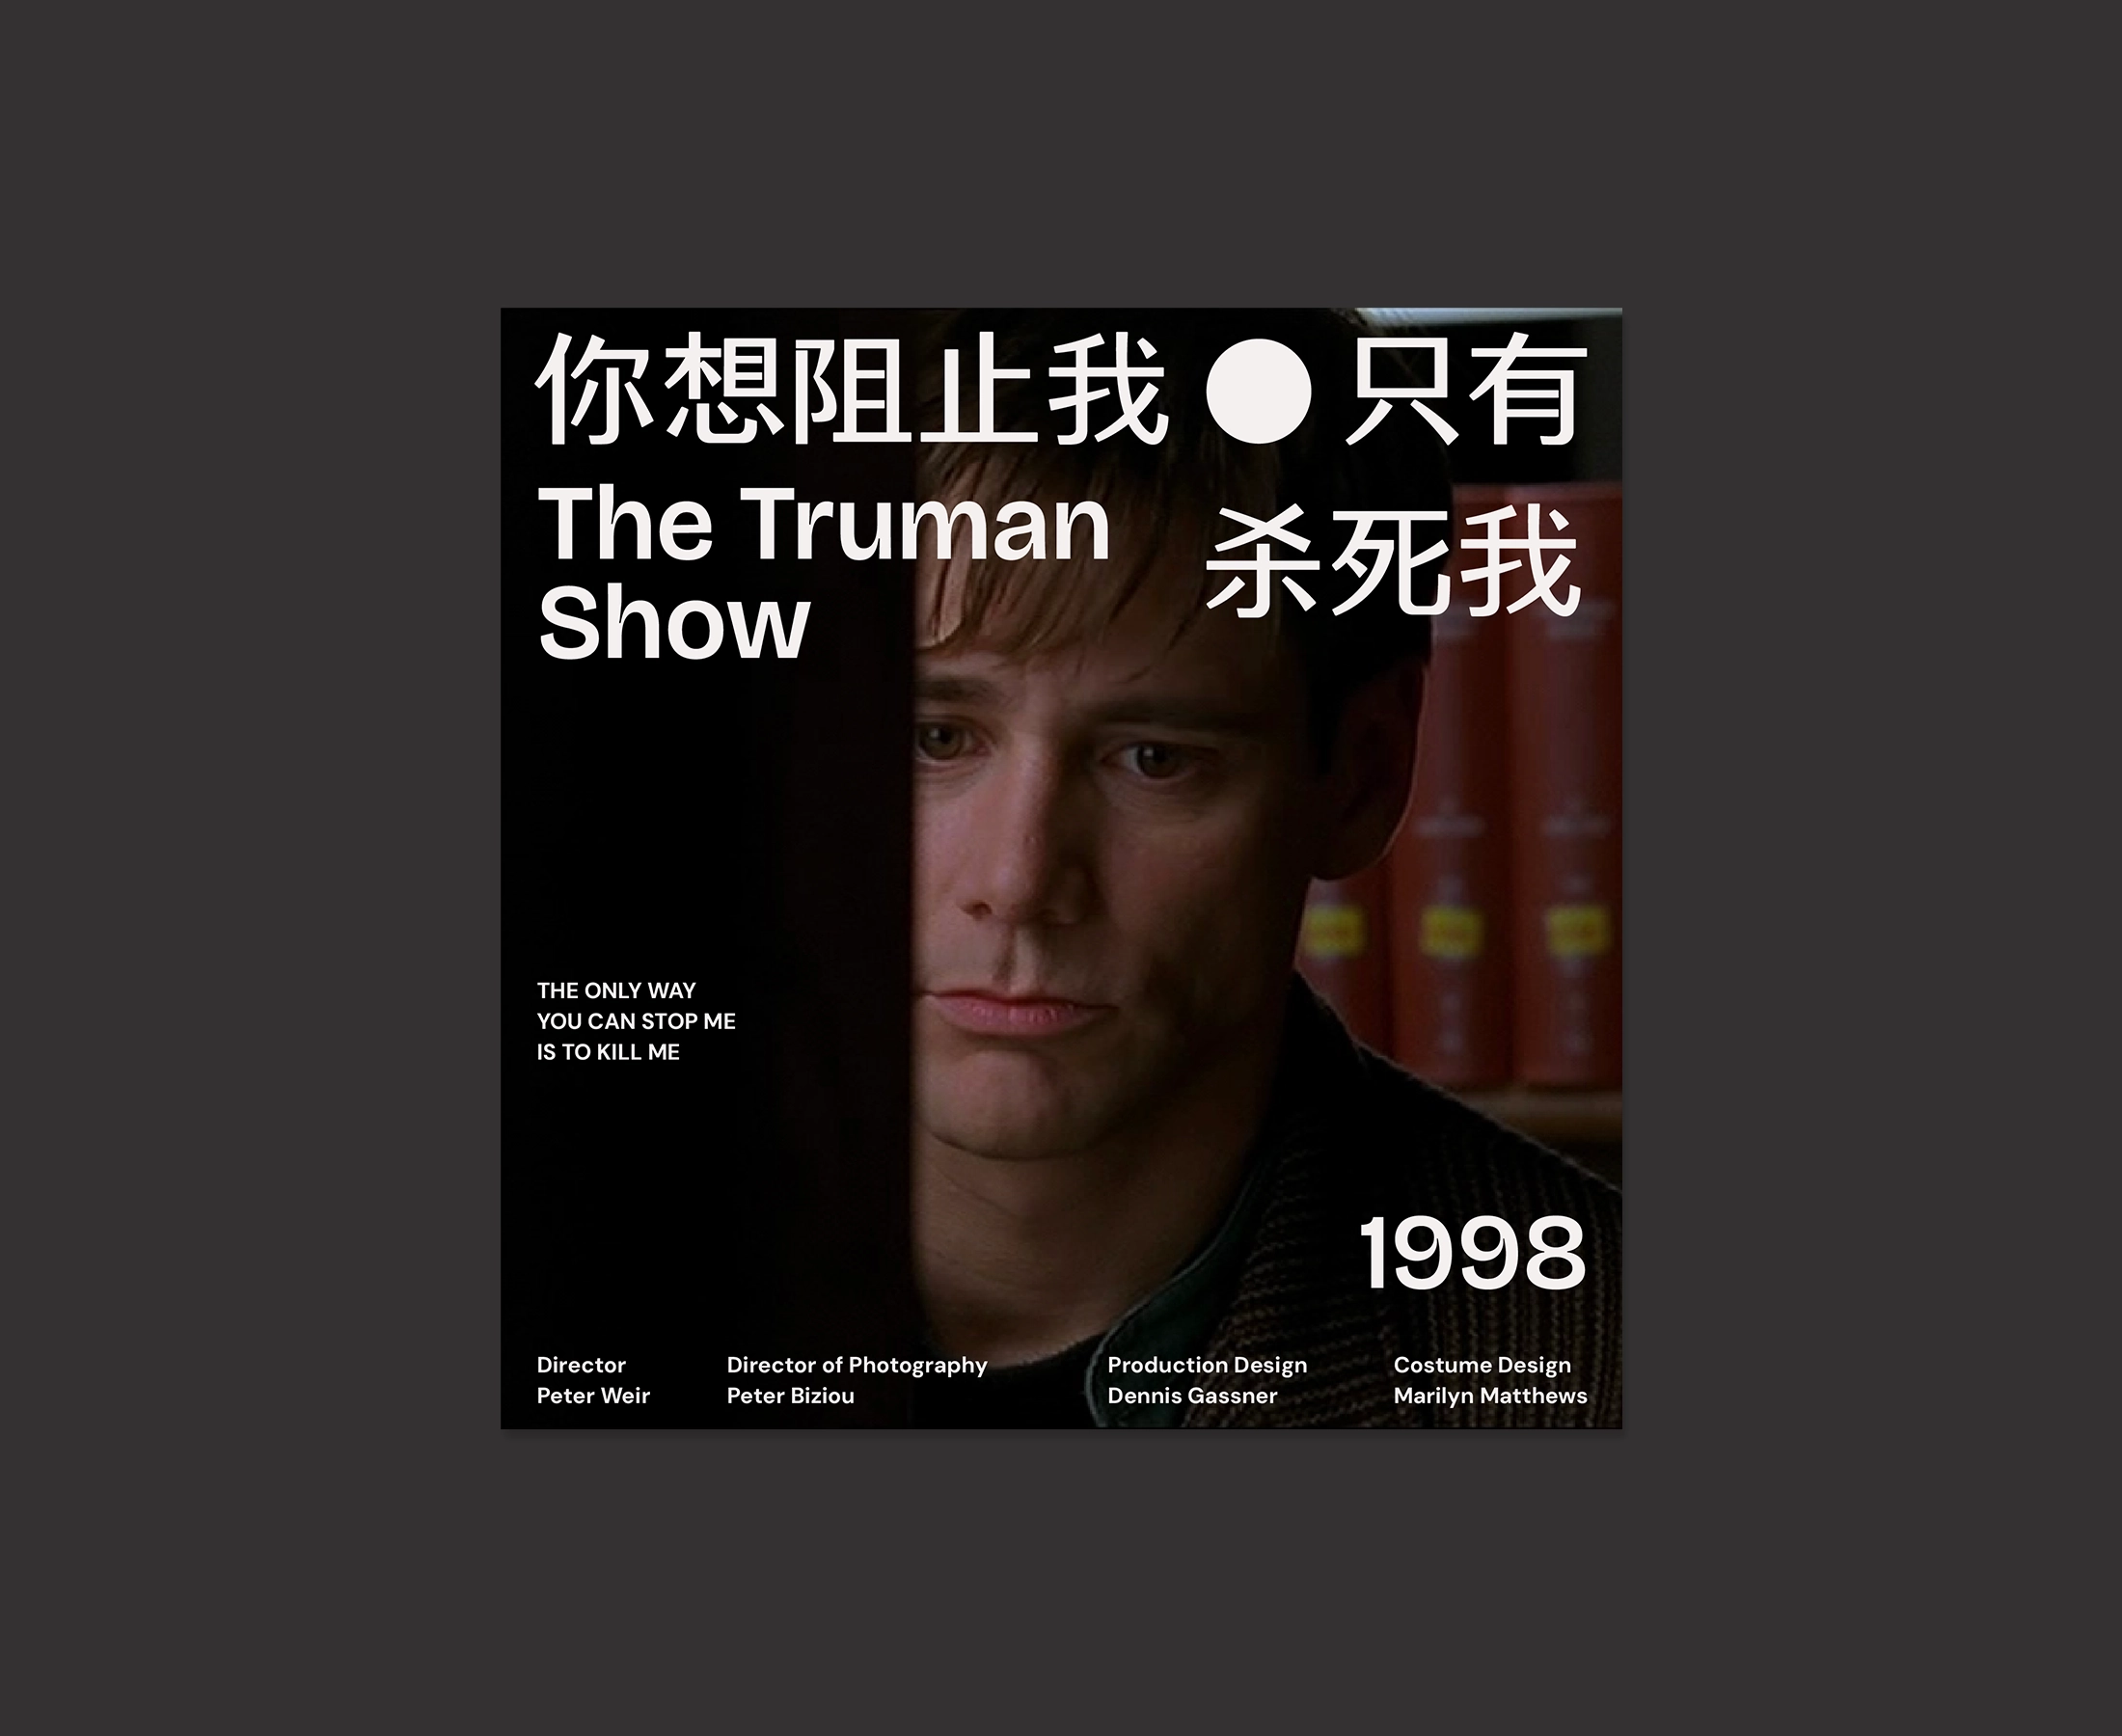 你想阻止我●只有
杀死我
The Truman
Show
THE ONLY WAY
YOU CAN STOP ME
IS TO KILL ME
1998
Director
Peter Weir
Director of Photography
Peter Biziou
Production Design
Dennis Gassner
Costume Design
Marilyn Matthews